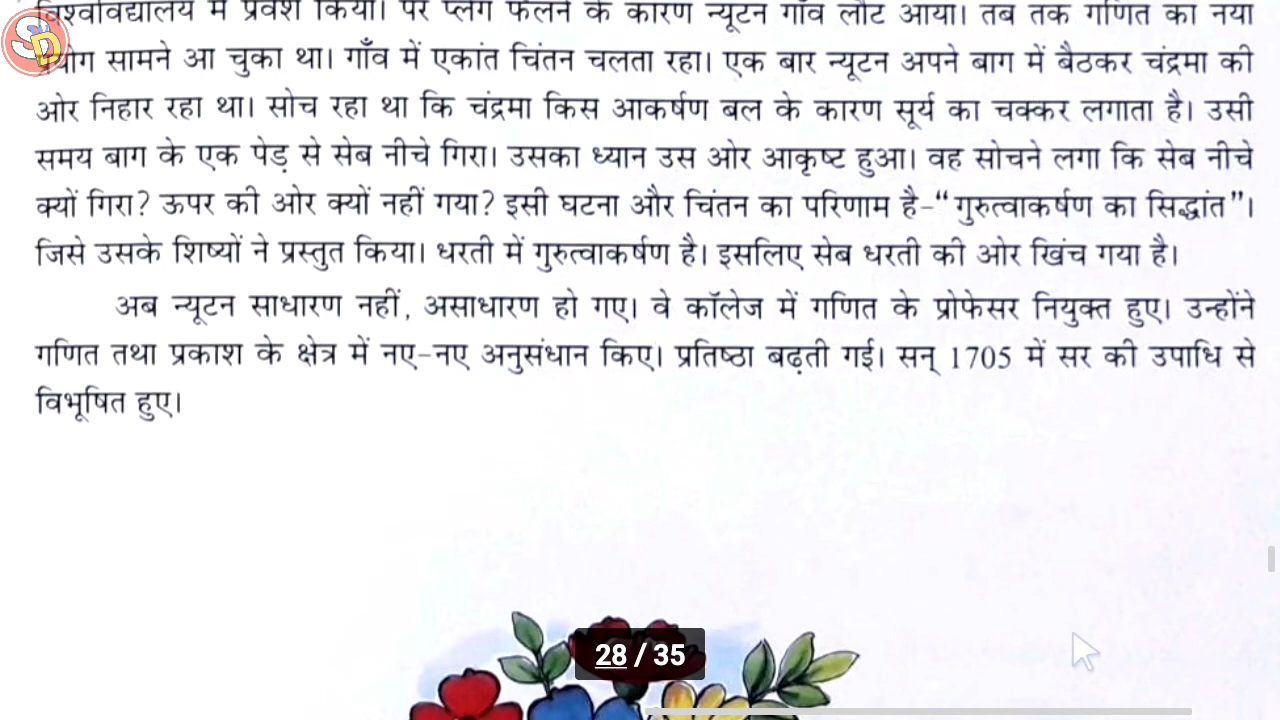 विश्वविद्यालय में प्रवेश किया। पर प्लेग फैलने के कारण न्यूटन गाँव लौट आया। तब तक गणित का नया
प्रयोग सामने आ चुका था। गाँव में एकांत चिंतन चलता रहा। एक बार न्यूटन अपने बाग में बैठकर चंद्रमा की
ओर निहार रहा था। सोच रहा था कि चंद्रमा किस आकर्षण बल के कारण सूर्य का चक्कर लगाता है। उसी
समय बाग के एक पेड़ से सेब नीचे गिरा। उसका ध्यान उस ओर आकृष्ट हुआ। वह सोचने लगा कि सेब नीचे
क्यों गिरा? ऊपर की ओर क्यों नहीं गया? इसी घटना और चिंतन का परिणाम है-“गुरुत्वाकर्षण का सिद्धांत”।
जिसे उसके शिष्यों ने प्रस्तुत किया। धरती में गुरुत्वाकर्षण है। इसलिए सेब धरती की ओर खिंच गया है।
अब न्यूटन साधारण नहीं, असाधारण हो गए। वे कॉलेज में गणित के प्रोफेसर नियुक्त हुए। उन्होंने
गणित तथा प्रकाश के क्षेत्र में नए-नए अनुसंधान किए। प्रतिष्ठा बढ़ती गई। सन् 1705 में सर की उपाधि से
विभूषित हुए।
28 / 35
SD